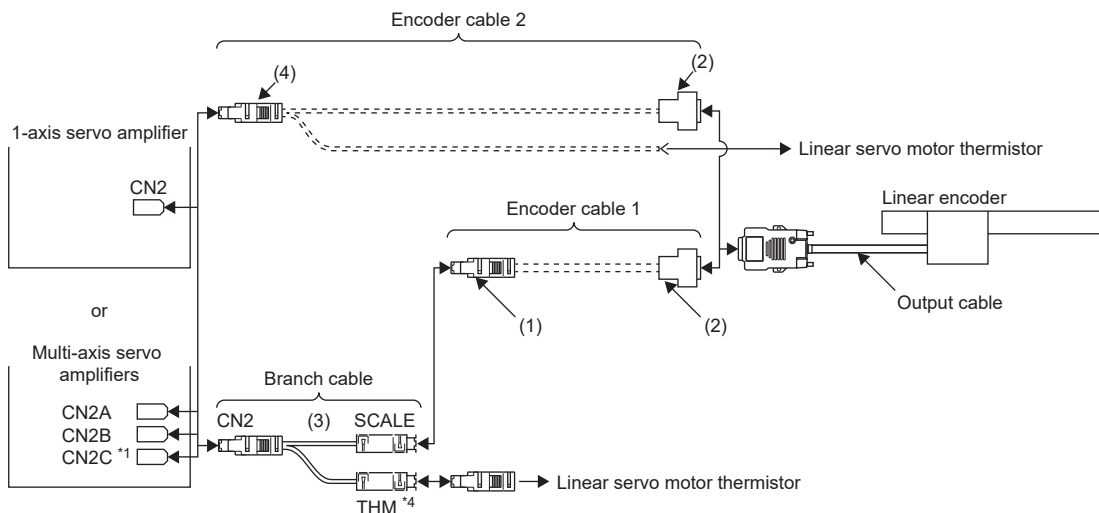 Encoder cable 2
(4)
(2)
1-axis servo amplifier
Linear servo motor thermistor
CN2
Encoder cable 1
Linear encoder
(1)
(2)
Output cable
or
Multi-axis servo
amplifiers
Branch cable
CN2A
CN2B
CN2C *1
CN2
(3)
SCALE
THM *4
Linear servo motor thermistor